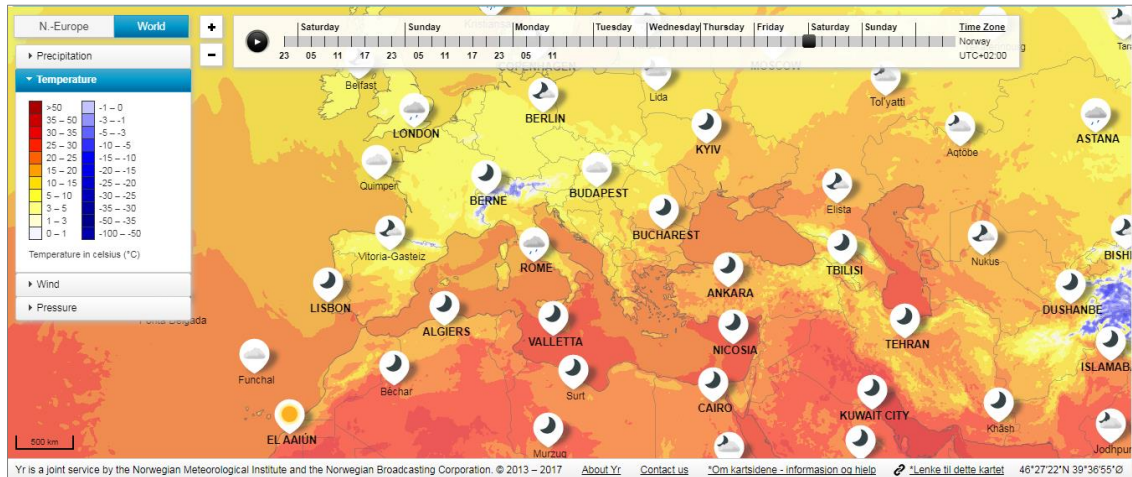 N.-Europe World
+
−
Saturday Sunday Monday Tuesday Wednesday Thursday Friday Saturday Sunday Time Zone
Norway
23 05 11 17 23 05 11 17 23 05 11 UTC+02:00
Precipitation
Temperature
>50 -1 – 0
35 – 50 -3 – -1
30 – 35 -5 – -3
25 – 30 -10 – -5
20 – 25 -15 – -10
15 – 20 -20 – -15
10 – 15 -25 – -20
5 – 10 -30 – -25
3 – 5 -35 – -30
1 – 3 -50 – -35
0 – 1 -100 – -50
Temperature in celsius (°C)
Wind
Pressure
COPENHAGEN
MOSCOW
Belfast
Lida
Tol'yatti
LONDON
BERLIN
KYIV
ASTANA
Aqtöbe
Quimper
BERNE
BUDAPEST
Elista
BUCHAREST
Vitoria-Gasteiz
ROME
TBILISI
Nukus
ANKARA
LISBON
DUSHANBE
ALGIERS
VALLETTA
NICOSIA
TEHRAN
Funchal
Béchar
Surt
CAIRO
KUWAIT CITY
Khāsh
EL AAIÚN
Murzuq
500 km
Yr is a joint service by the Norwegian Meteorological Institute and the Norwegian Broadcasting Corporation. © 2013 – 2017 About Yr Contact us *Om kartsidene - informasjon og hjelp *Lenke til dette kartet 46°27'22"N 39°36'55"Ø